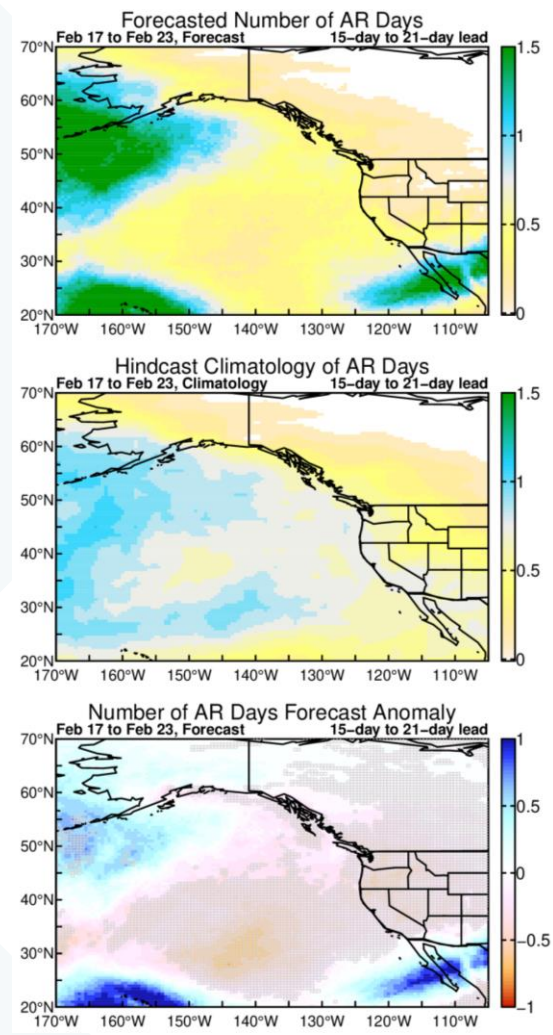 Forecasted Number of AR Days
Feb 17 to Feb 23, Forecast 15-day to 21-day lead
70°N
60°N
50°N
40°N
30°N
20°N
170°W 160°W 150°W 140°W 130°W 120°W 110°W
1.5
1
0.5
0
Hindcast Climatology of AR Days
Feb 17 to Feb 23, Climatology 15-day to 21-day lead
70°N
60°N
50°N
40°N
30°N
20°N
170°W 160°W 150°W 140°W 130°W 120°W 110°W
1.5
1
0.5
0
Number of AR Days Forecast Anomaly
Feb 17 to Feb 23, Forecast 15-day to 21-day lead
70°N
60°N
50°N
40°N
30°N
20°N
170°W 160°W 150°W 140°W 130°W 120°W 110°W
1
0.5
0
-0.5
-1